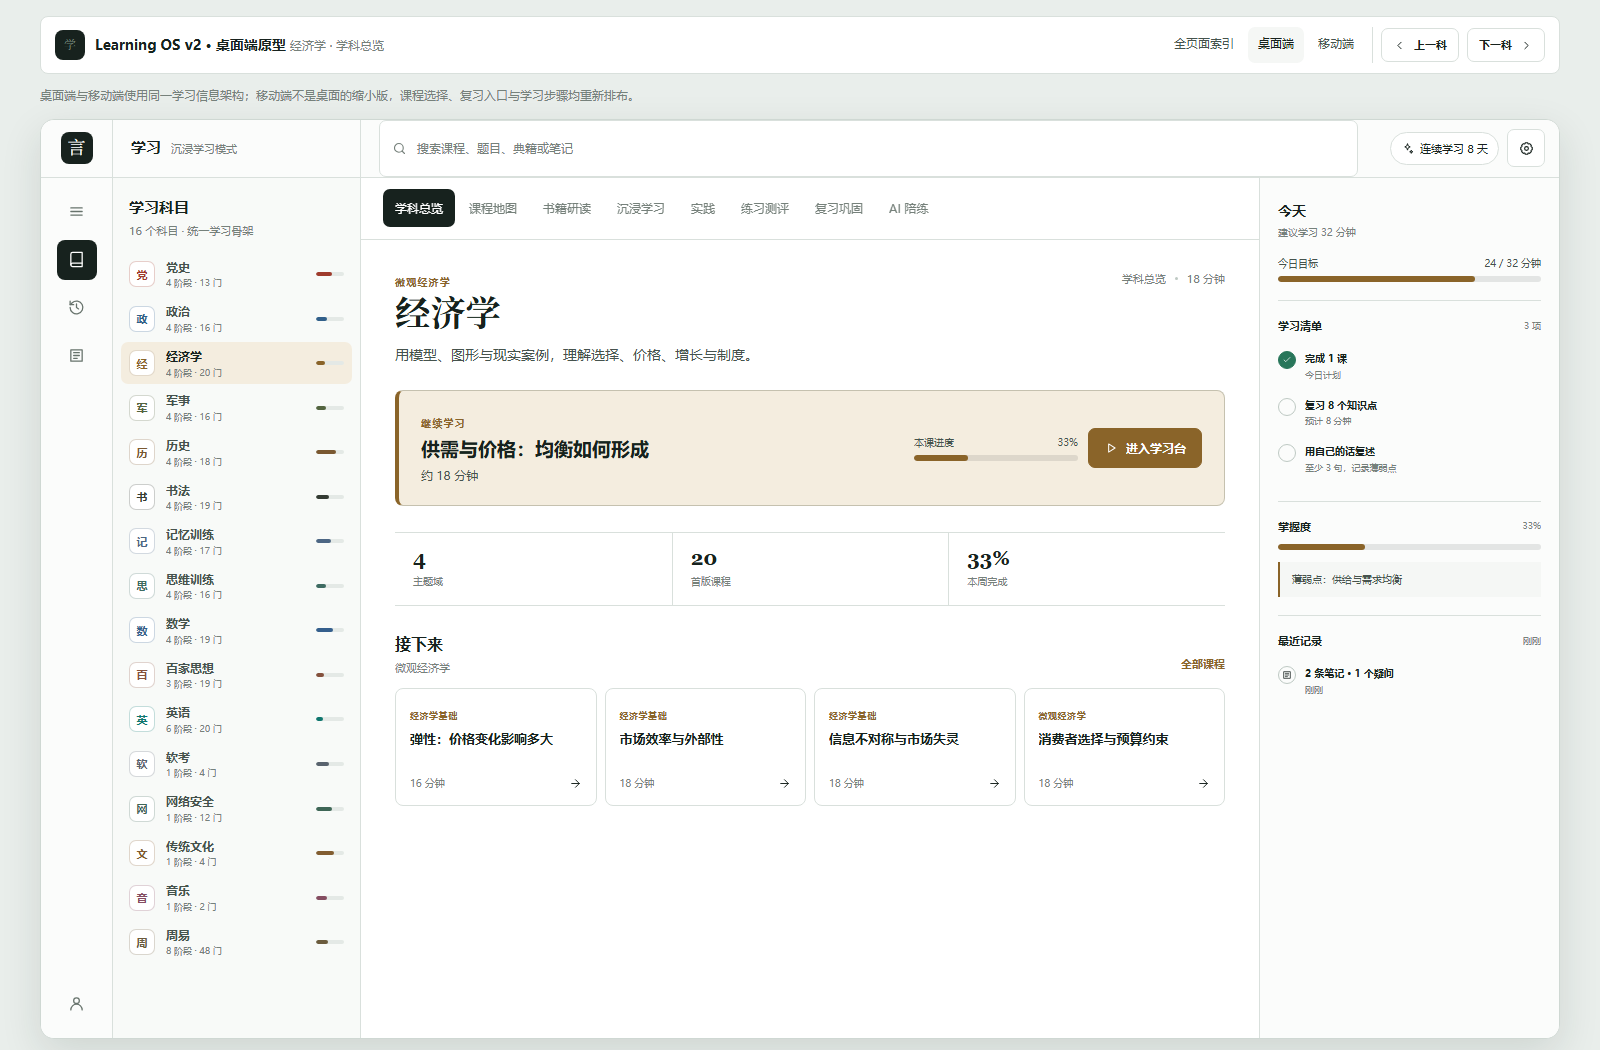 学 Learning OS v2 • 桌面端原型 经济学 · 学科总览 全页面索引 桌面端 移动端 上一科 下一科
桌面端与移动端使用同一学习信息架构；移动端不是桌面的缩小版，课程选择、复习入口与学习步骤均重新排布。
言 学习 沉浸学习模式 搜索课程、题目、典籍或笔记 连续学习 8 天
学习科目
16 个科目 · 统一学习骨架
党 党史
4 阶段 · 13 门
政 政治
4 阶段 · 16 门
经 经济学
4 阶段 · 20 门
军 军事
4 阶段 · 16 门
历 历史
4 阶段 · 18 门
书 书法
4 阶段 · 19 门
记 记忆训练
4 阶段 · 17 门
思 思维训练
4 阶段 · 16 门
数 数学
4 阶段 · 19 门
百 百家思想
3 阶段 · 19 门
英 英语
6 阶段 · 20 门
软 软考
1 阶段 · 4 门
网 网络安全
1 阶段 · 12 门
文 传统文化
1 阶段 · 4 门
音 音乐
1 阶段 · 2 门
周 周易
8 阶段 · 48 门
学科总览 课程地图 书籍研读 沉浸学习 实践 练习测评 复习巩固 AI 陪练
微观经济学
学科总览 • 18 分钟
经济学
用模型、图形与现实案例，理解选择、价格、增长与制度。
继续学习
供需与价格：均衡如何形成
约 18 分钟
本课进度 33%
进入学习台
4
主题域
20
首版课程
33%
本周完成
接下来
微观经济学
全部课程
经济学基础
弹性：价格变化影响多大
16 分钟
经济学基础
市场效率与外部性
18 分钟
经济学基础
信息不对称与市场失灵
18 分钟
微观经济学
消费者选择与预算约束
18 分钟
今天
建议学习 32 分钟
今日目标 24 / 32 分钟
学习清单 3 项
完成 1 课
今日计划
复习 8 个知识点
预计 8 分钟
用自己的话复述
至少 3 句，记录薄弱点
掌握度 33%
薄弱点：供给与需求均衡
最近记录 刚刚
2 条笔记 • 1 个疑问
刚刚